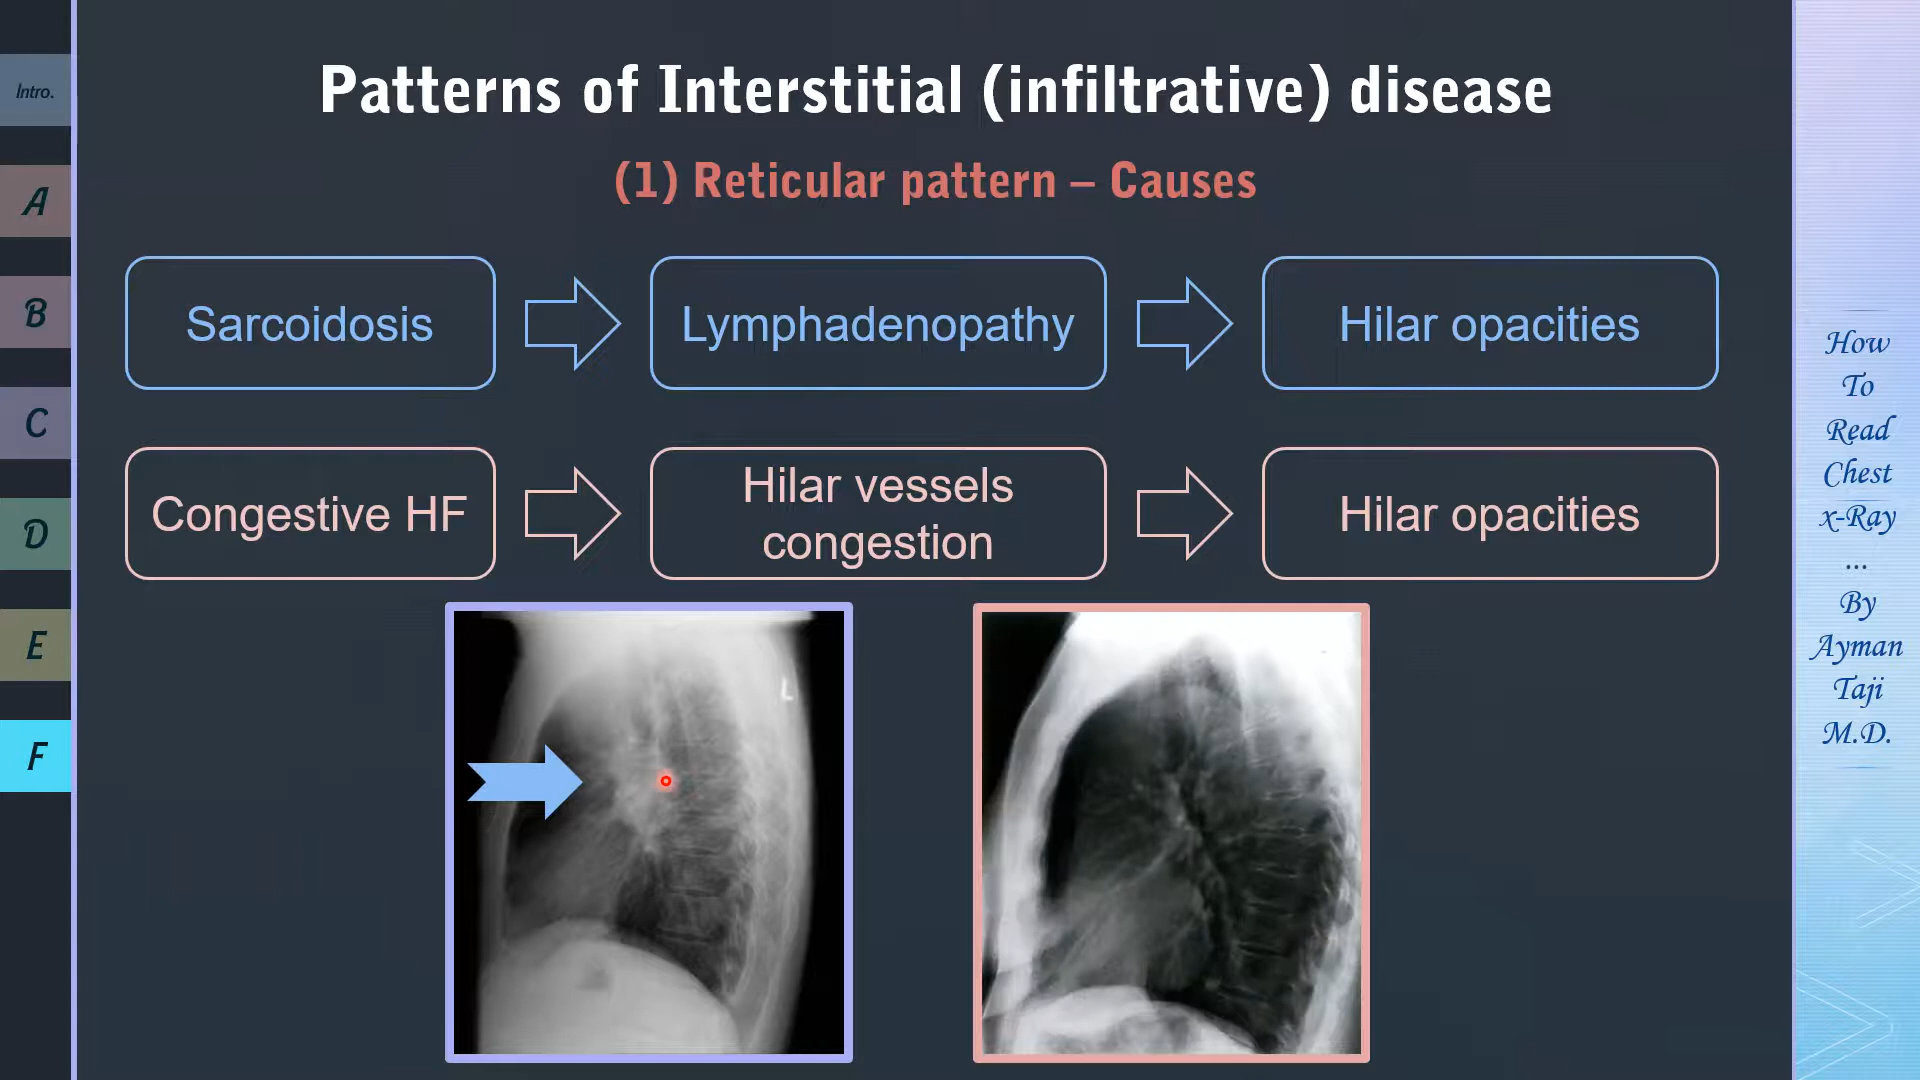 Patterns of Interstitial (infiltrative) disease
(1) Reticular pattern – Causes
Intro.
A
B
C
D
E
F
Sarcoidosis
Lymphadenopathy
Hilar opacities
Congestive HF
Hilar vessels
congestion
Hilar opacities
L
How
To
Read
Chest
x-Ray
...
By
Ayman
Taji
M.D.